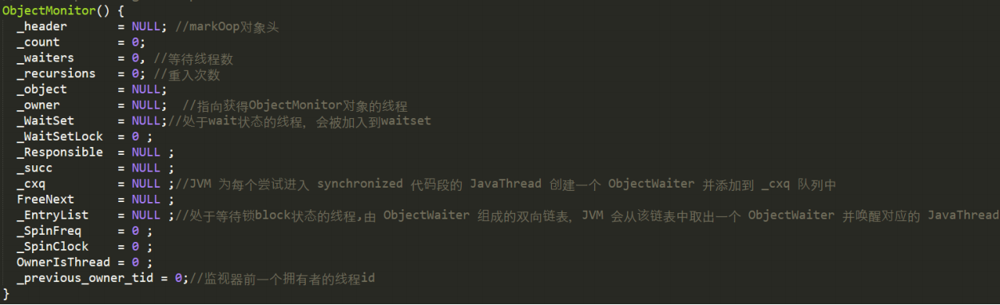 ObjectMonitor() {
_header = NULL; //markOop对象头
_count = 0;
_waiters = 0, //等待线程数
_recursions = 0; //重入次数
_object = NULL;
_owner = NULL; //指向获得ObjectMonitor对象的线程
_WaitSet = NULL;//处于wait状态的线程，会被加入到waitset
_WaitSetLock = 0 ;
_Responsible = NULL ;
_succ = NULL ;
_cxq = NULL ;//JVM 为每个尝试进入 synchronized 代码段的 JavaThread 创建一个 ObjectWaiter 并添加到 _cxq 队列中
FreeNext = NULL ;
_EntryList = NULL ;//处于等待锁block状态的线程,由 ObjectWaiter 组成的双向链表，JVM 会从该链表中取出一个 ObjectWaiter 并唤醒对应的 JavaThread
_SpinFreq = 0 ;
_SpinClock = 0 ;
OwnerIsThread = 0 ;
_previous_owner_tid = 0;//监视器前一个拥有者的线程id
}